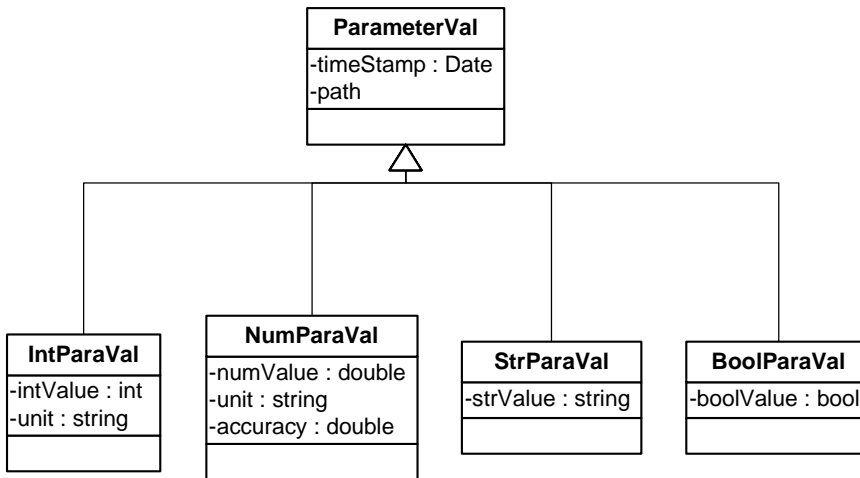 ParameterVal
-timeStamp : Date
-path
IntParaVal
-intValue : int
-unit : string
NumParaVal
-numValue : double
-unit : string
-accuracy : double
StrParaVal
-strValue : string
BoolParaVal
-boolValue : bool